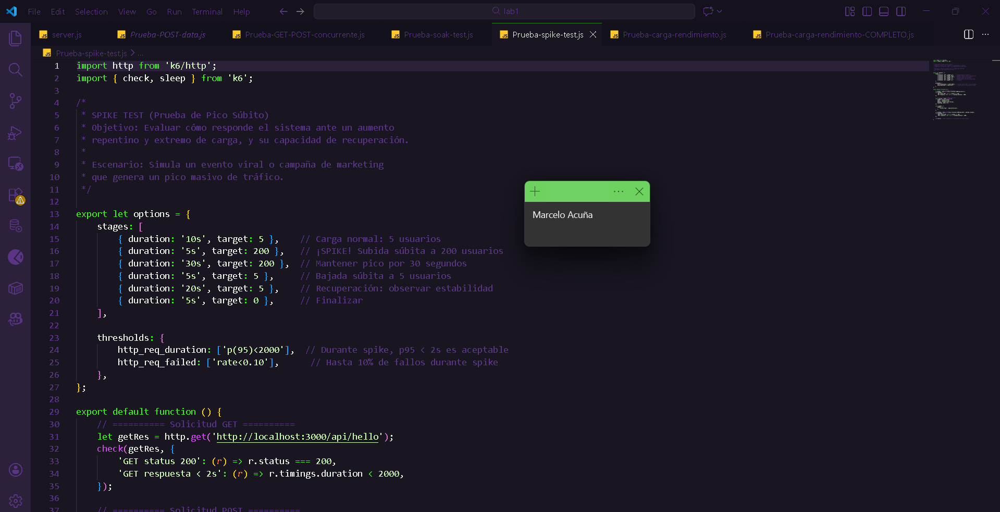 File Edit Selection View Go Run Terminal Help
lab1
server.js
Prueba-POST-data.js
Prueba-GET-POST-concurrente.js
Prueba-soak-test.js
Prueba-spike-test.js
Prueba-carga-rendimiento.js
Prueba-carga-rendimiento-COMPLETO.js
Prueba-spike-test.js > ...
1 import http from 'k6/http';
2 import { check, sleep } from 'k6';
3
4 /*
5 * SPIKE TEST (Prueba de Pico Súbito)
6 * Objetivo: Evaluar cómo responde el sistema ante un aumento
7 * repentino y extremo de carga, y su capacidad de recuperación.
8 *
9 * Escenario: Simula un evento viral o campaña de marketing
10 * que genera un pico masivo de tráfico.
11 */
12
13 export let options = {
14 stages: [
15 { duration: '10s', target: 5 }, // Carga normal: 5 usuarios
16 { duration: '5s', target: 200 }, // ¡SPIKE! Subida súbita a 200 usuarios
17 { duration: '30s', target: 200 }, // Mantener pico por 30 segundos
18 { duration: '5s', target: 5 }, // Bajada súbita a 5 usuarios
19 { duration: '20s', target: 5 }, // Recuperación: observar estabilidad
20 { duration: '5s', target: 0 }, // Finalizar
21 ],
22
23 thresholds: {
24 http_req_duration: ['p(95)<2000'], // Durante spike, p95 < 2s es aceptable
25 http_req_failed: ['rate<0.10'], // Hasta 10% de fallos durante spike
26 },
27 };
28
29 export default function () {
30 // ========== Solicitud GET ==========
31 let getRes = http.get('http://localhost:3000/api/hello');
32 check(getRes, {
33 'GET status 200': (r) => r.status === 200,
34 'GET respuesta < 2s': (r) => r.timings.duration < 2000,
35 });
36
37 // ========== Solicitud POST ==========
Marcelo Acuña